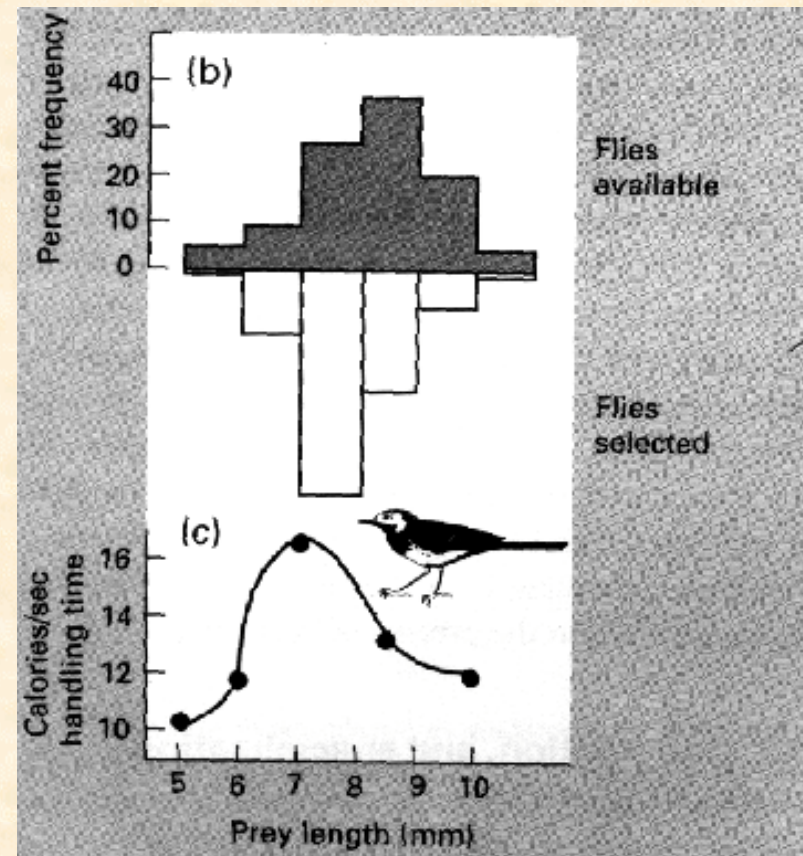 (b)
Percent frequency
40
30
20
10
0
Flies
available
Flies
selected
(c)
Calories/sec
handling time
16
14
12
10
5 6 7 8 9 10
Prey length (mm)